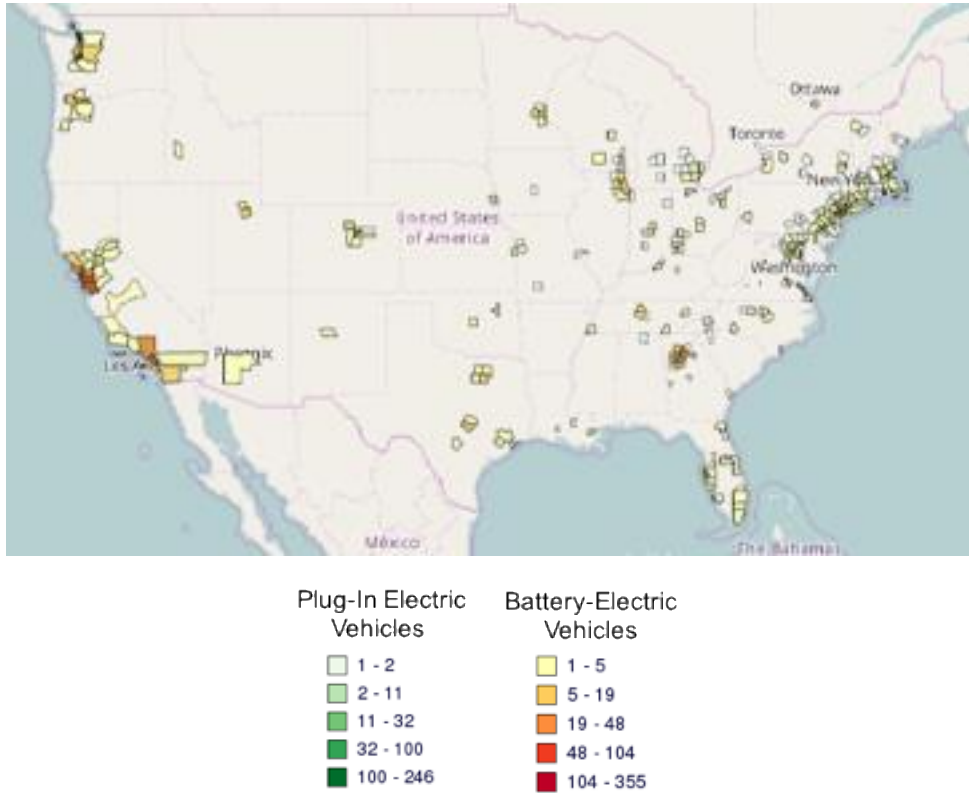 Ottawa
Toronto
New York
United States
of America
Washington
Phoenix
México
The Bahamas
Plug-In Electric
Vehicles
1 - 2
2 - 11
11 - 32
32 - 100
100 - 246
Battery-Electric
Vehicles
1 - 5
5 - 19
19 - 48
48 - 104
104 - 355